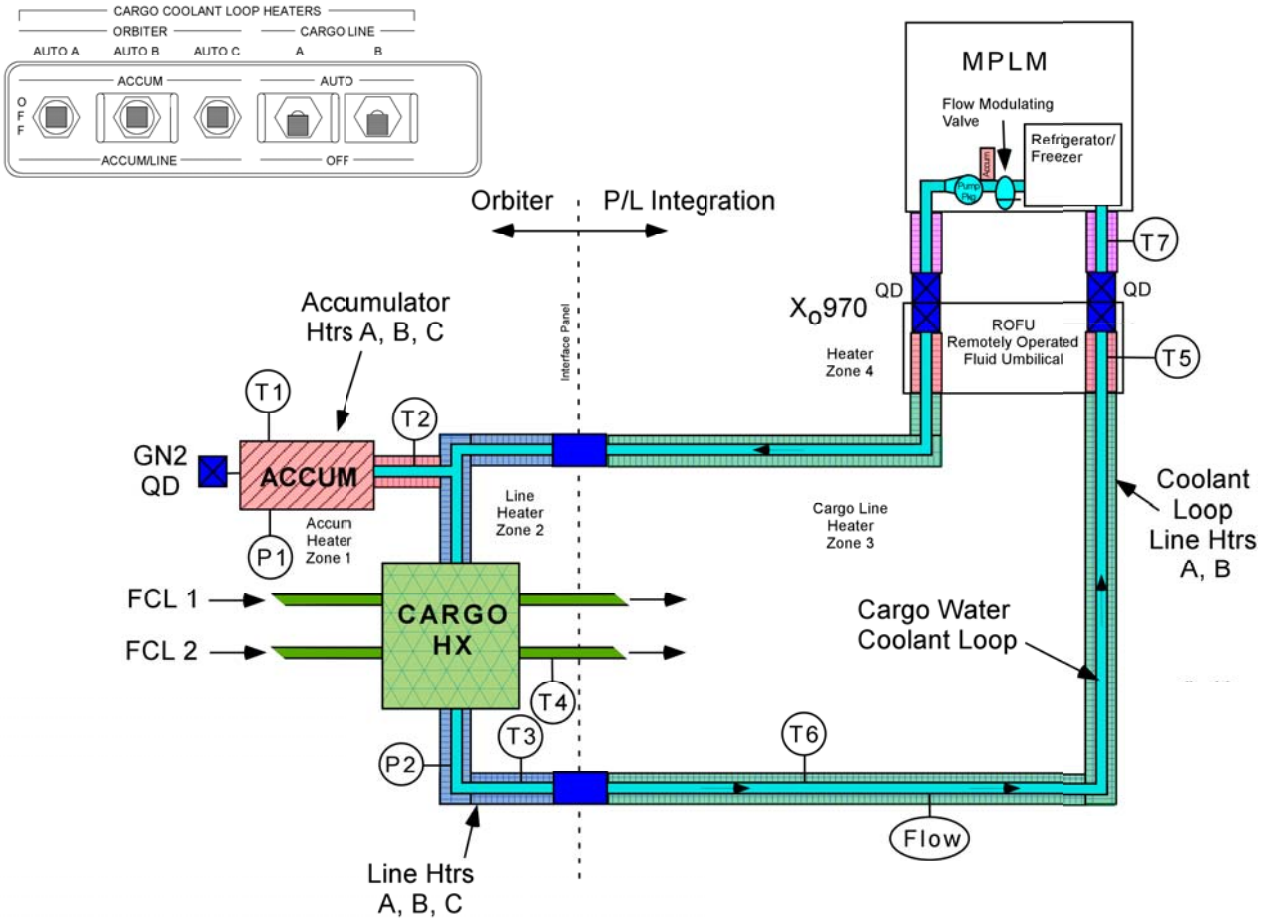 CARGO COOLANT LOOP HEATERS
ORBITER
CARGO LINE
AUTO A
AUTO B
AUTO C
A
B
ACCUM
AUTO
O
F
F
ACCUM/LINE
OFF
MPLM
Flow Modulating
Valve
Refrigerator/
Freezer
Accum
Pump
Pkg
Orbiter
P/L Integration
T7
QD
QD
Xo970
ROFU
Remotely Operated
Fluid Umbilical
Interface Panel
Heater
Zone 4
T5
Accumulator
Htrs A, B, C
T1
T2
GN2
QD
ACCUM
P1
Accum
Heater
Zone 1
Line
Heater
Zone 2
Cargo Line
Heater
Zone 3
Coolant
Loop
Line Htrs
A, B
FCL 1
FCL 2
CARGO
HX
Cargo Water
Coolant Loop
T4
T3
T6
P2
Flow
Line Htrs
A, B, C